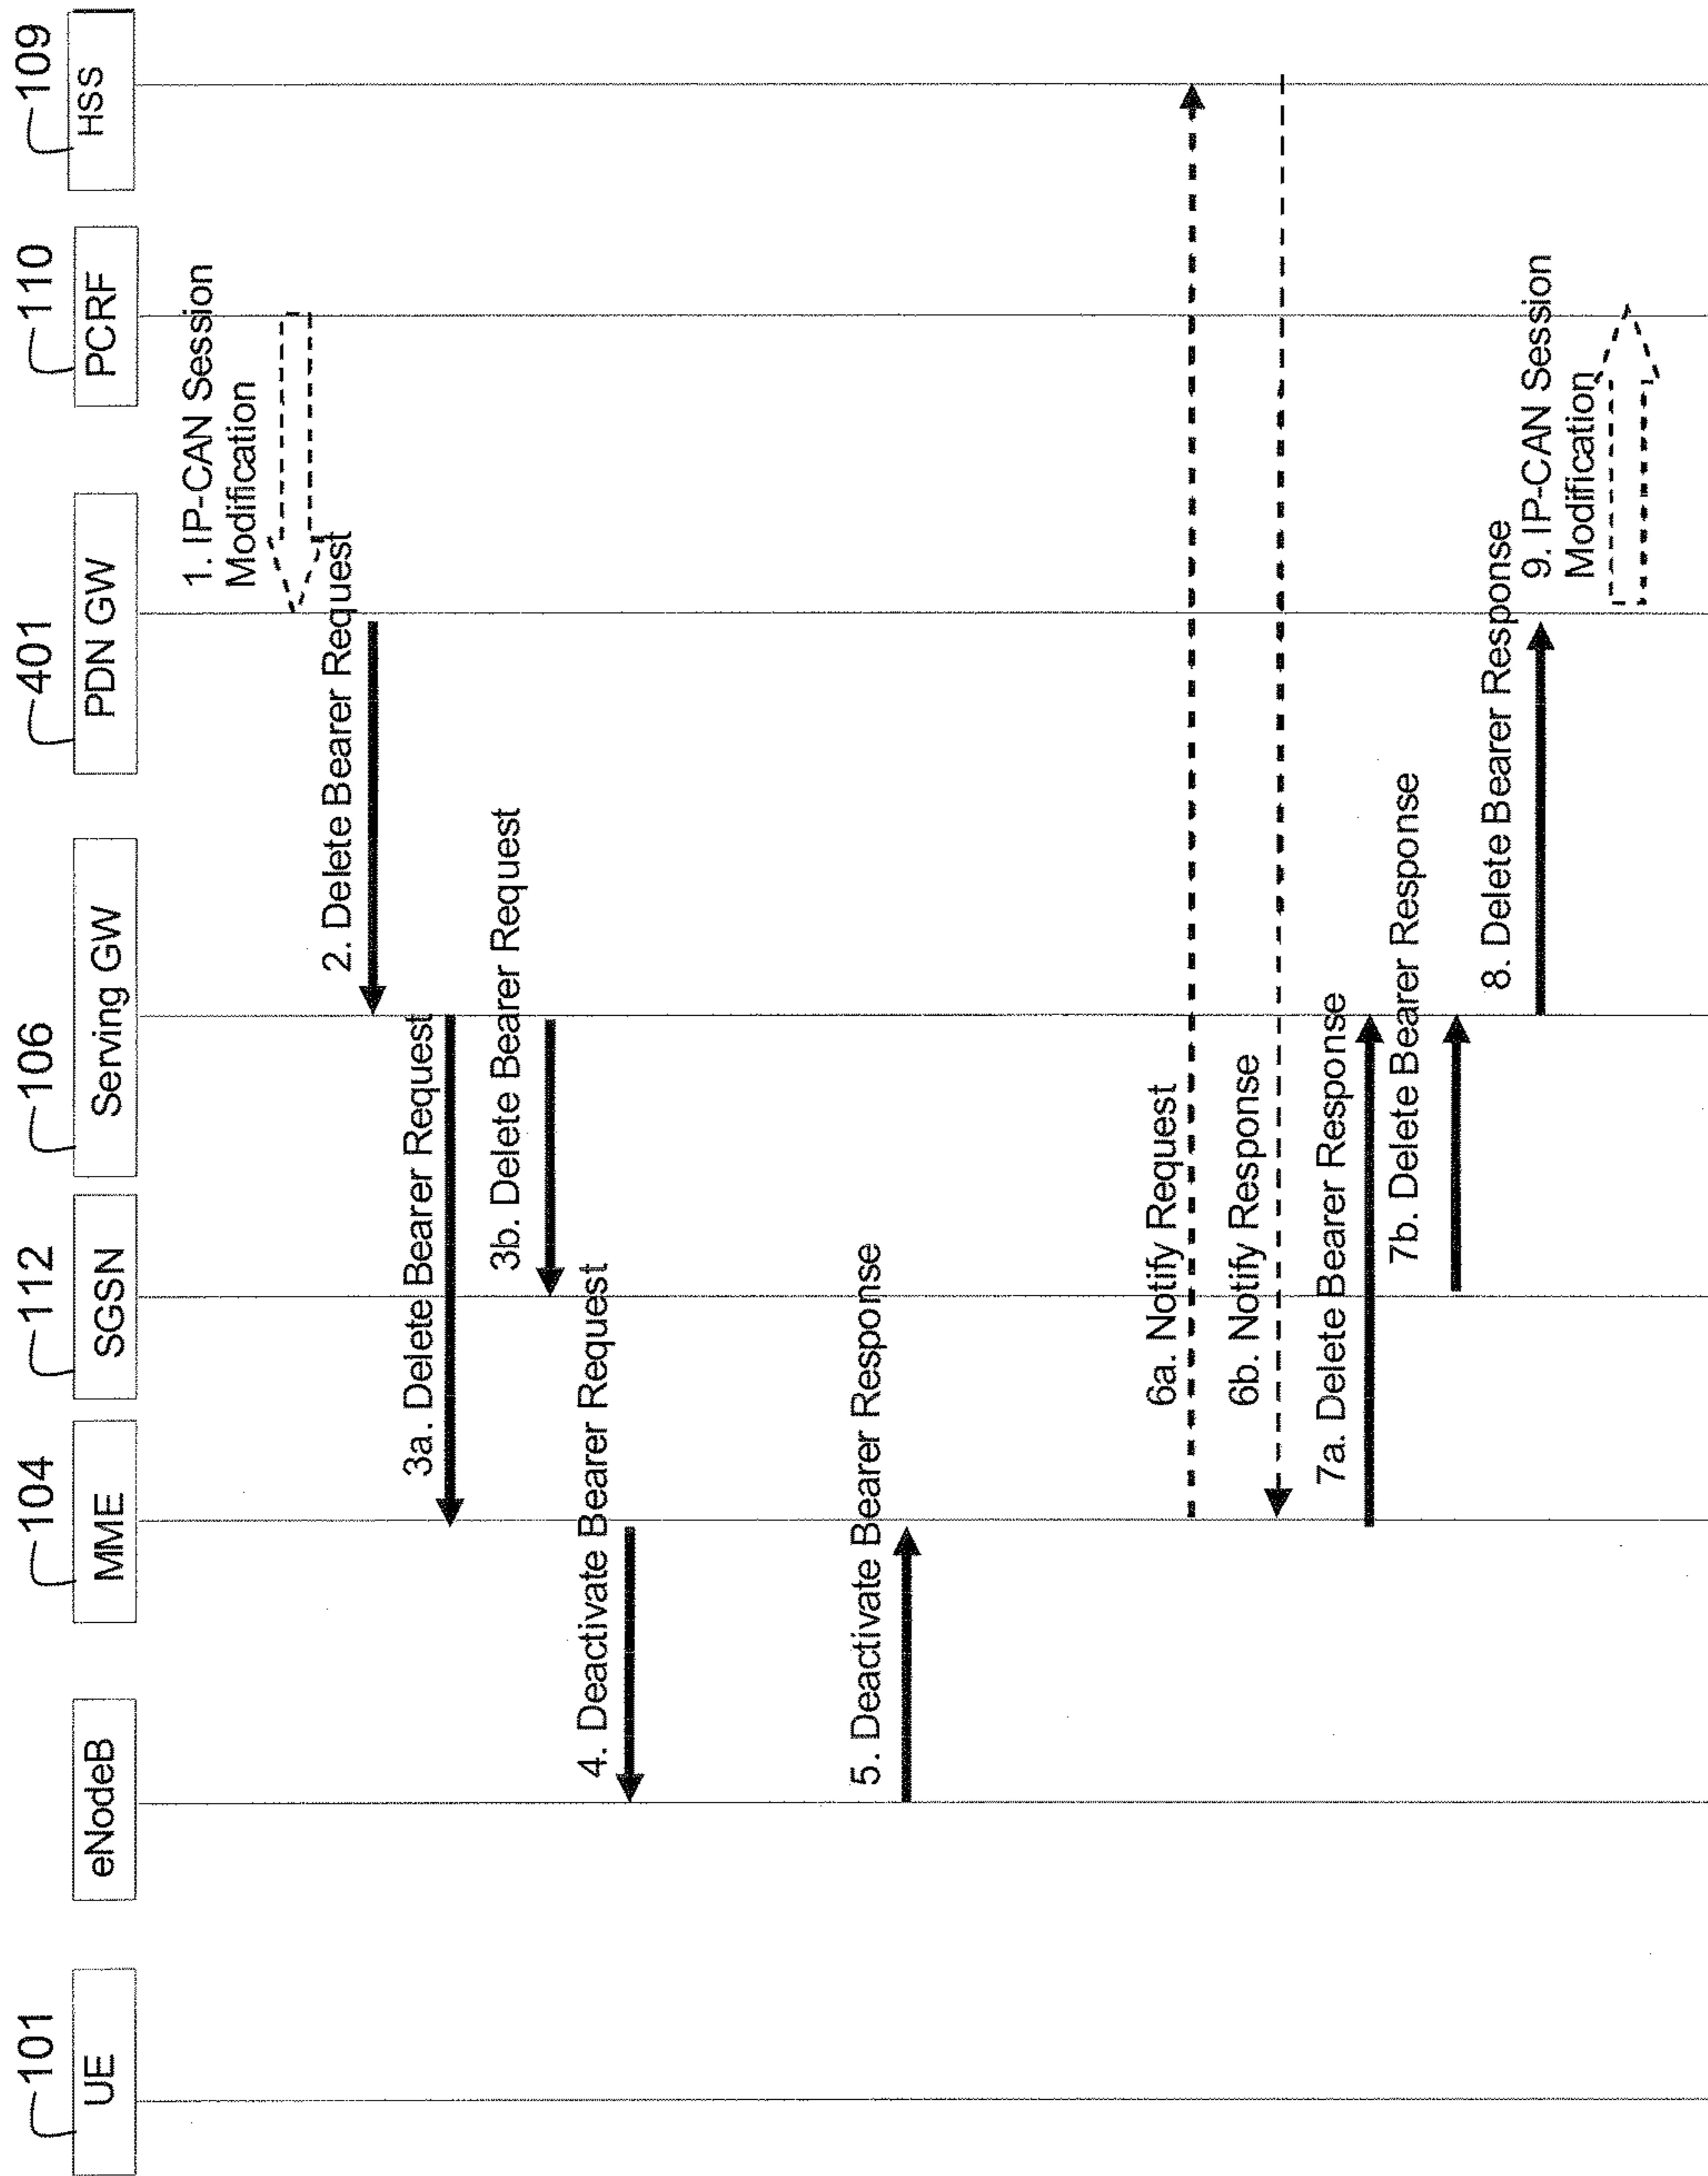 101
104
112
106
401
110
109
UE
eNodeB
MME
SGSN
Serving GW
PDN GW
PCRF
HSS
1. IP-CAN Session
Modification
2. Delete Bearer Request
3a. Delete Bearer Request
3b. Delete Bearer Request
4. Deactivate Bearer Request
5. Deactivate Bearer Response
6a. Notify Request
6b. Notify Response
7a. Delete Bearer Response
7b. Delete Bearer Response
8. Delete Bearer Response
9. IP-CAN Session
Modification